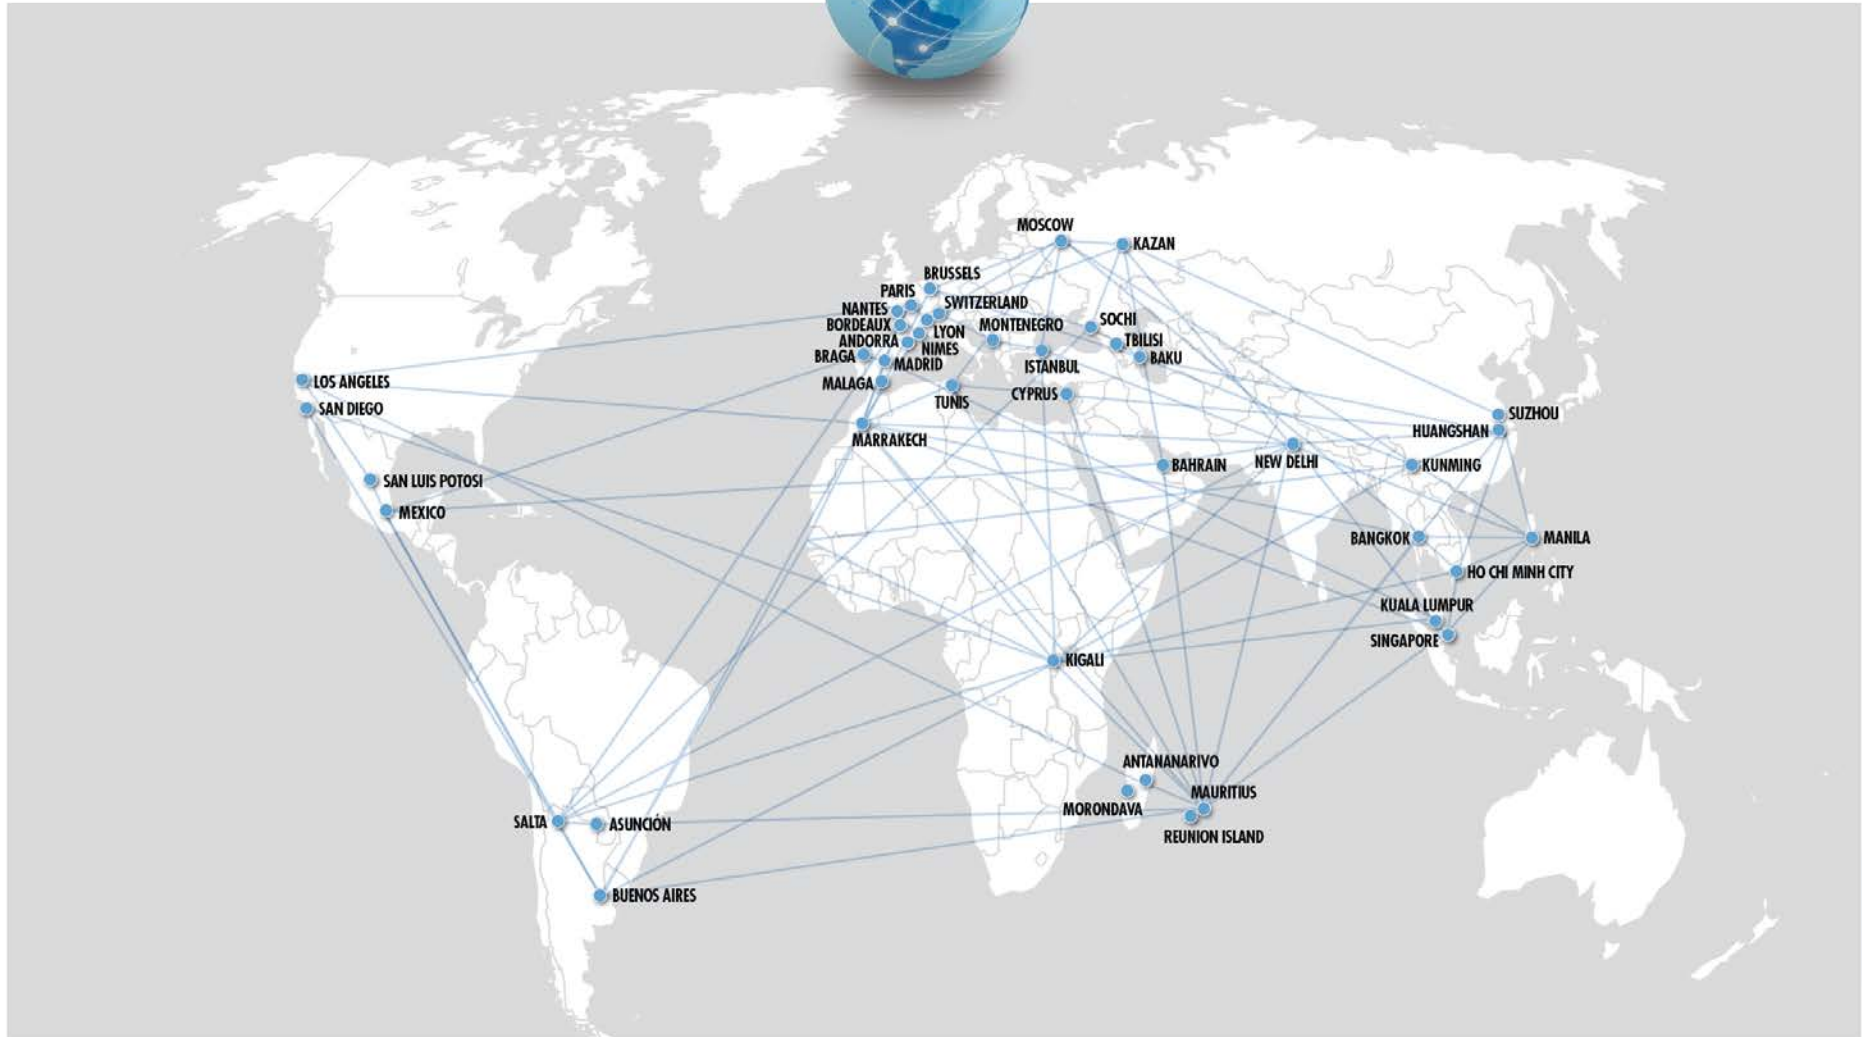 MOSCOW
KAZAN
BRUSSELS
PARIS
SWITZERLAND
NANTES
SOCHI
BORDEAUX
MONTENEGRO
LYON
ANDORRA
TBILISI
NIMES
BRAGA
BAKU
MADRID
ISTANBUL
LOS ANGELES
MALAGA
CYPRUS
TUNIS
SAN DIEGO
SUZHOU
HUANGSHAN
MARRAKECH
NEW DELHI
BAHRAIN
KUNMING
SAN LUIS POTOSI
MEXICO
BANGKOK
MANILA
HO CHI MINH CITY
KUALA LUMPUR
SINGAPORE
KIGALI
ANTANANARIVO
MAURITIUS
MORONDAVA
SALTA
ASUNCIÓN
REUNION ISLAND
BUENOS AIRES